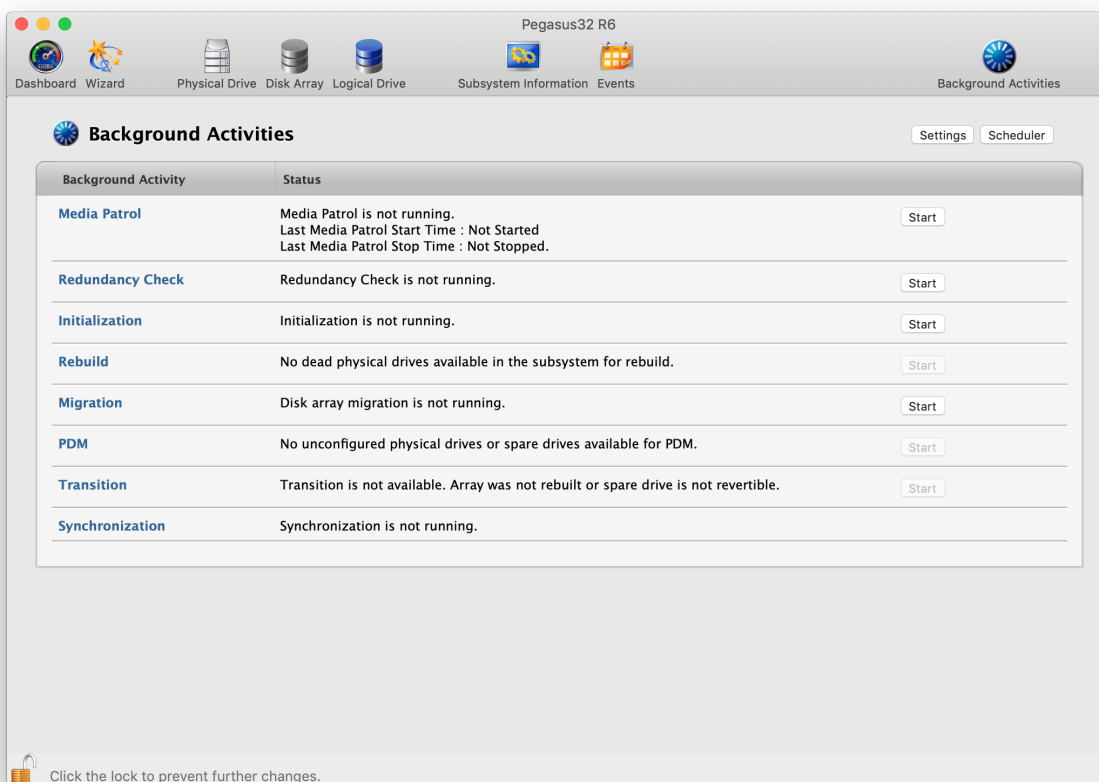 Pegasus32 R6
Dashboard Wizard Physical Drive Disk Array Logical Drive Subsystem Information Events Background Activities
Background Activities Settings Scheduler
Background Activity Status
Media Patrol Media Patrol is not running. Start
Last Media Patrol Start Time : Not Started
Last Media Patrol Stop Time : Not Stopped.
Redundancy Check Redundancy Check is not running. Start
Initialization Initialization is not running. Start
Rebuild No dead physical drives available in the subsystem for rebuild. Start
Migration Disk array migration is not running. Start
PDM No unconfigured physical drives or spare drives available for PDM. Start
Transition Transition is not available. Array was not rebuilt or spare drive is not revertible. Start
Synchronization Synchronization is not running.
Click the lock to prevent further changes.